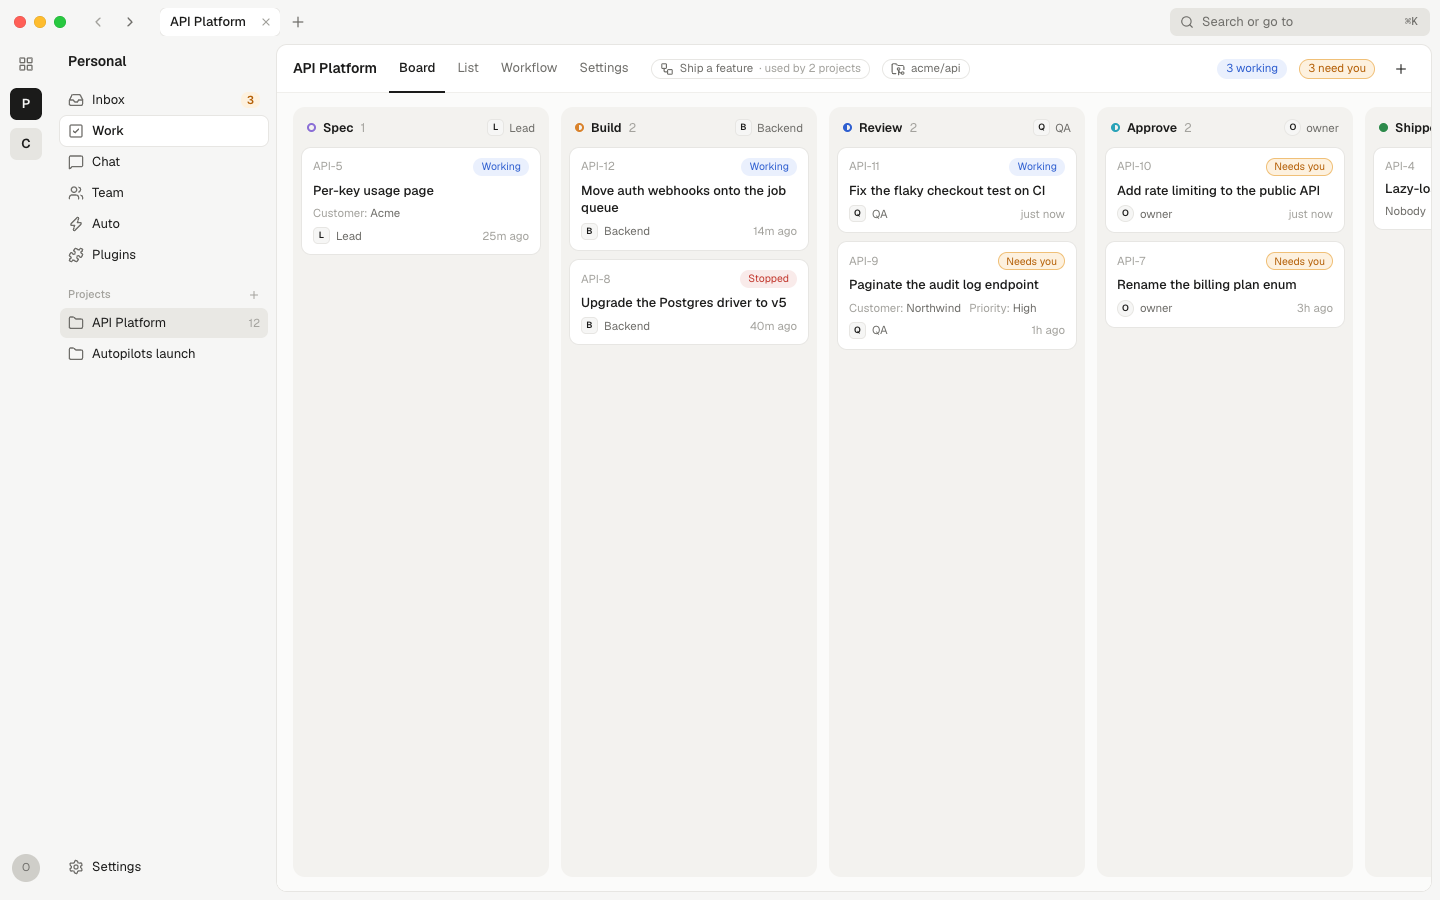 API Platform
Search or go to
⌘K
Personal
P
C
Inbox 3
Work
Chat
Team
Auto
Plugins
Projects
API Platform 12
Autopilots launch
O
Settings
API Platform Board List Workflow Settings
Ship a feature · used by 2 projects
acme/api
3 working
3 need you
Spec 1 L Lead
API-5 Working
Per-key usage page
Customer: Acme
L Lead 25m ago
Build 2 B Backend
API-12 Working
Move auth webhooks onto the job
queue
B Backend 14m ago
API-8 Stopped
Upgrade the Postgres driver to v5
B Backend 40m ago
Review 2 Q QA
API-11 Working
Fix the flaky checkout test on CI
Q QA just now
API-9 Needs you
Paginate the audit log endpoint
Customer: Northwind Priority: High
Q QA 1h ago
Approve 2 O owner
API-10 Needs you
Add rate limiting to the public API
O owner just now
API-7 Needs you
Rename the billing plan enum
O owner 3h ago
Shipp
API-4
Lazy-lo
Nobody